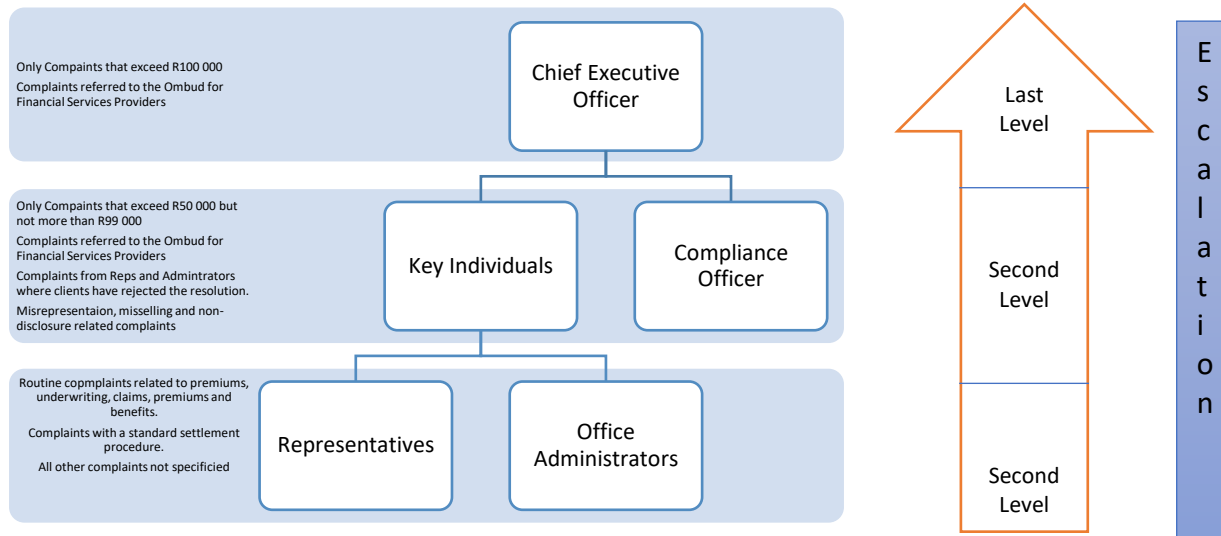 Only Compaints that exceed R100 000
Complaints referred to the Ombud for
Financial Services Providers
Chief Executive
Officer
Only Compaints that exceed R50 000 but
not more than R99 000
Complaints referred to the Ombud for
Financial Services Providers
Complaints from Reps and Admintrators
where clients have rejected the resolution.
Misrepresentaion, misselling and non-
disclosure related complaints
Key Individuals
Compliance
Officer
Routine copmplaints related to premiums,
underwriting, claims, premiums and
benefits.
Complaints with a standard settlement
procedure.
All other complaints not specificied
Representatives
Office
Administrators
Last
Level
Second
Level
Second
Level
E
s
c
a
l
a
t
i
o
n